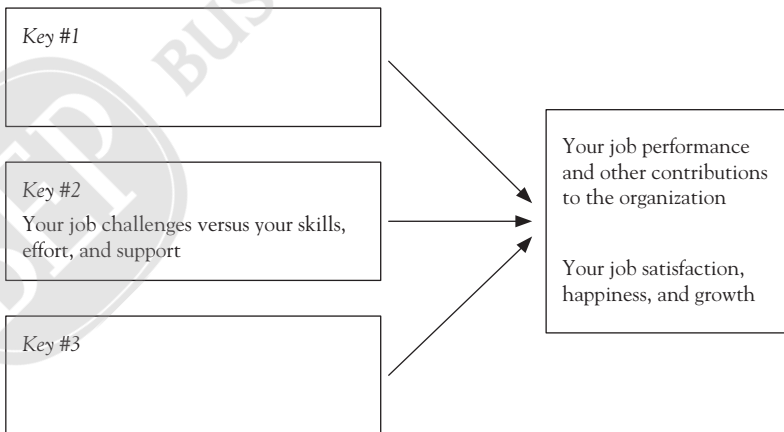 Key #1
Key #2
Your job challenges versus your skills,
effort, and support
Key #3
Your job performance
and other contributions
to the organization
Your job satisfaction,
happiness, and growth